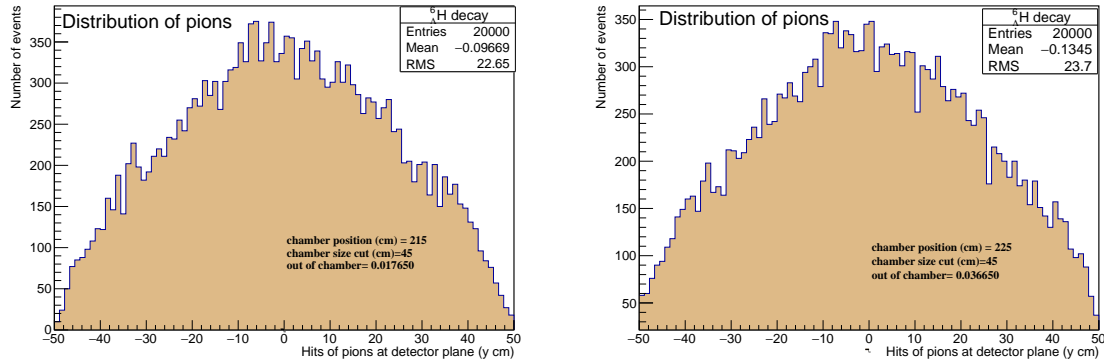 Distribution of pions
⁶ΛH decay
Entries 20000
Mean −0.09669
RMS 22.65
Number of events
350
300
250
200
150
100
50
0
chamber position (cm) = 215
chamber size cut (cm)=45
out of chamber= 0.017650
−50 −40 −30 −20 −10 0 10 20 30 40 50
Hits of pions at detector plane (y cm)
Distribution of pions
⁶ΛH decay
Entries 20000
Mean −0.1345
RMS 23.7
Number of events
350
300
250
200
150
100
50
chamber position (cm) = 225
chamber size cut (cm)=45
out of chamber= 0.036650
−50 −40 −30 −20 −10 0 10 20 30 40 50
Hits of pions at detector plane (y cm)